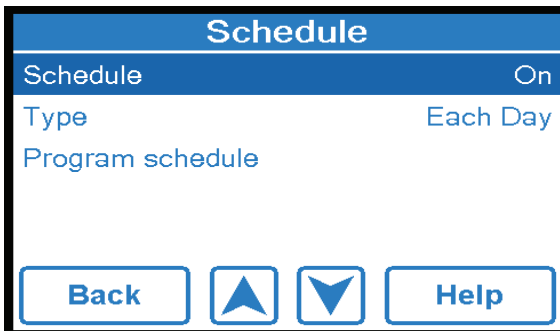 Schedule
Schedule On
Type Each Day
Program schedule
Back Help